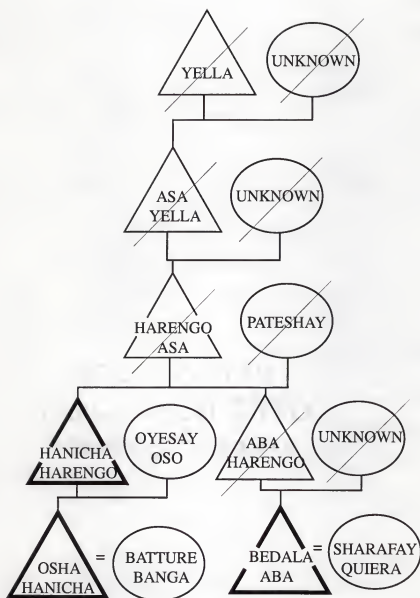 YELLA
UNKNOWN
ASA
YELLA
UNKNOWN
HARENGO
ASA
PATESHAY
HANICHA
HARENGO
OYESAY
OSO
ABA
HARENGO
UNKNOWN
OSHA
HANICHA
=
BATTURE
BANGA
BEDALA
ABA
=
SHARAFAY
QUIERA